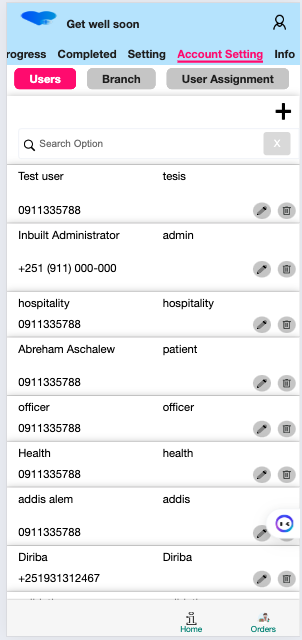 Get well soon
rogress Completed Setting Account Setting Info
Users Branch User Assignment
Search Option X
Test user tesis
0911335788
Inbuilt Administrator admin
+251 (911) 000-000
hospitality hospitality
0911335788
Abreham Aschalew patient
0911335788
officer officer
0911335788
Health health
0911335788
addis alem addis
0911335788
Diriba Diriba
+251931312467
Home Orders